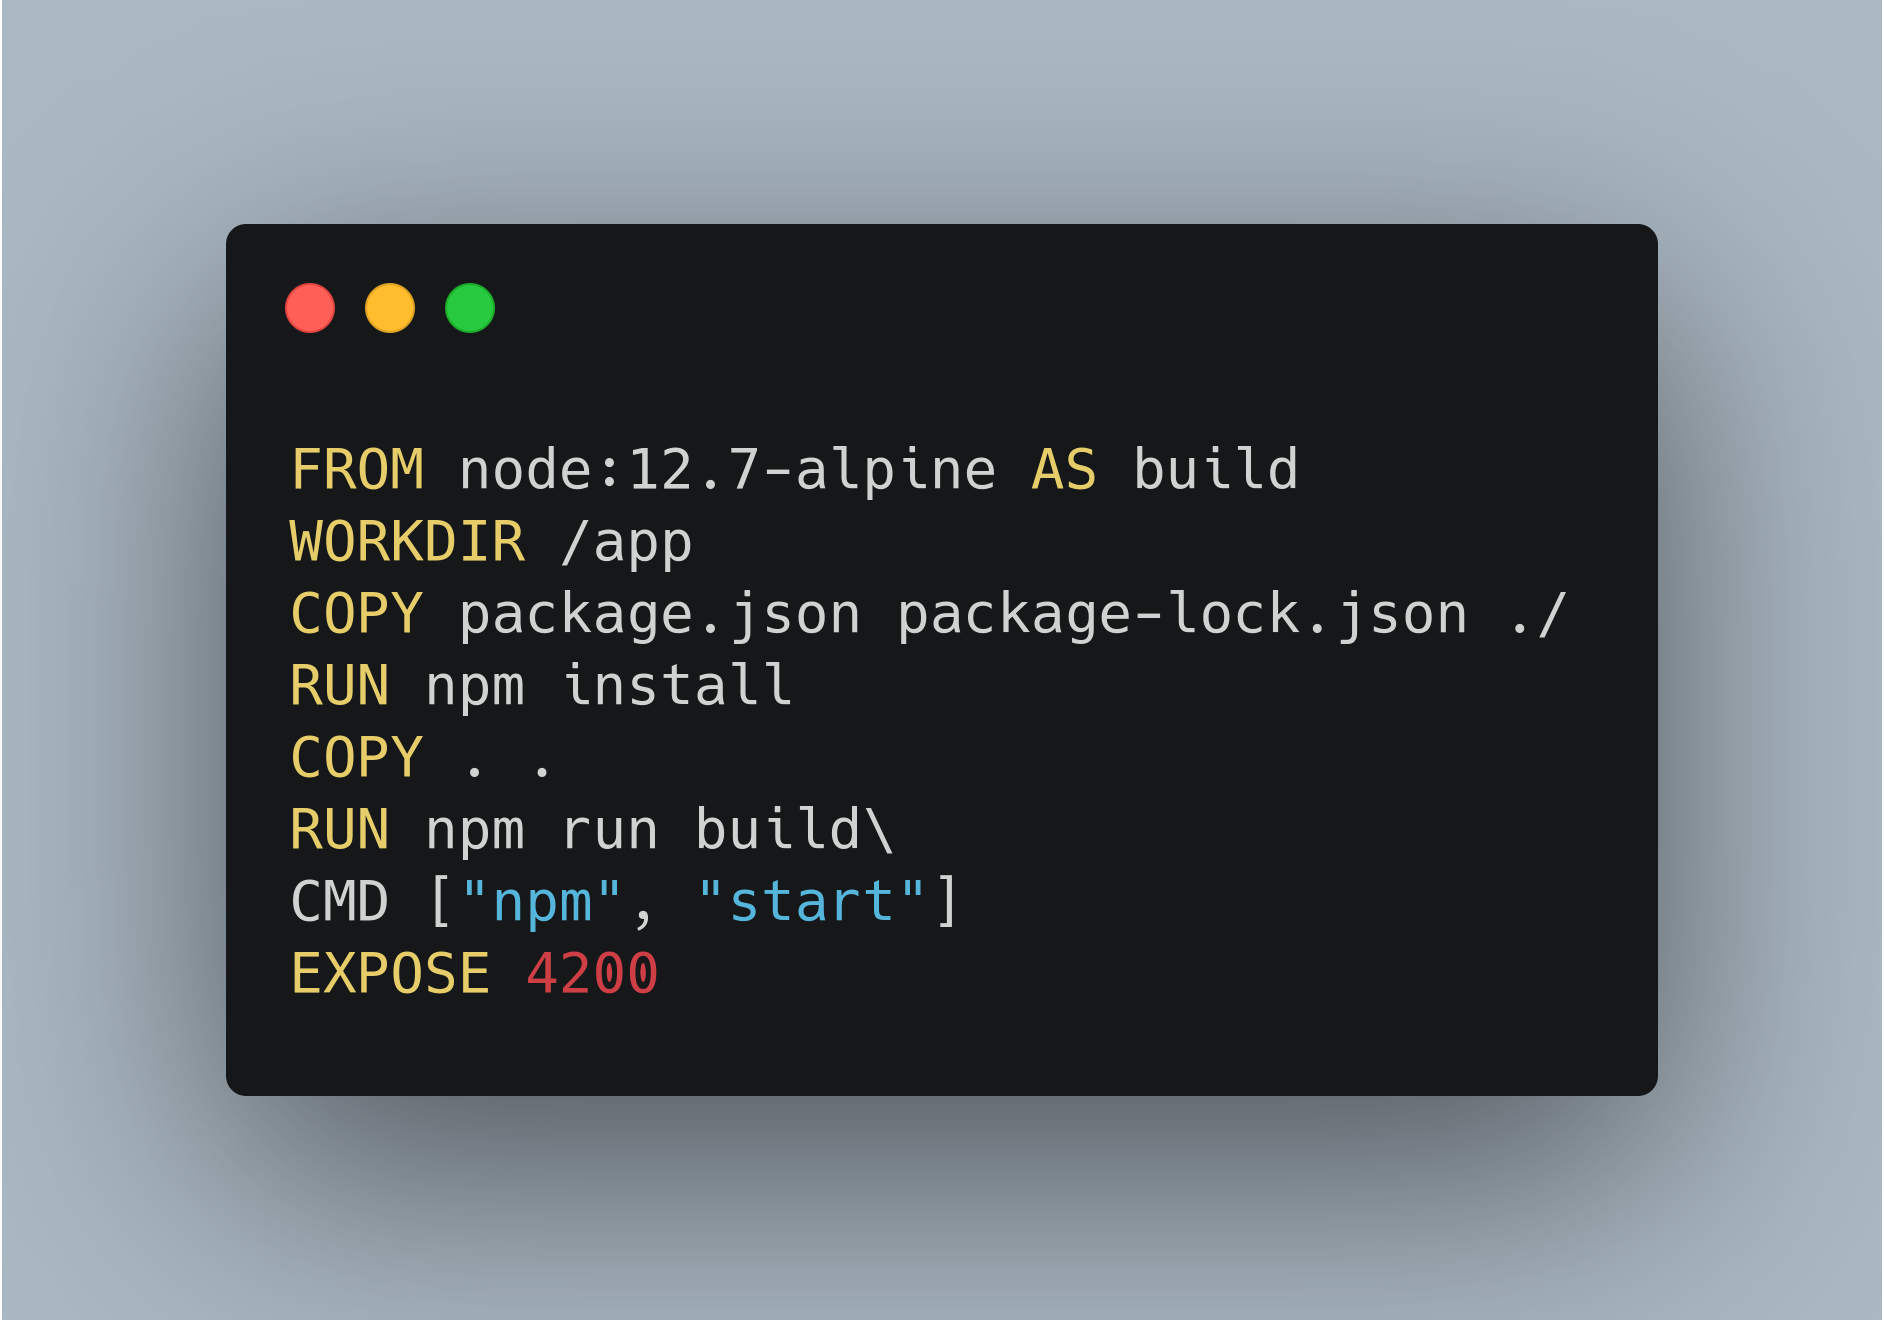 FROM node:12.7-alpine AS build
WORKDIR /app
COPY package.json package-lock.json ./
RUN npm install
COPY . .
RUN npm run build\
CMD ["npm", "start"]
EXPOSE 4200